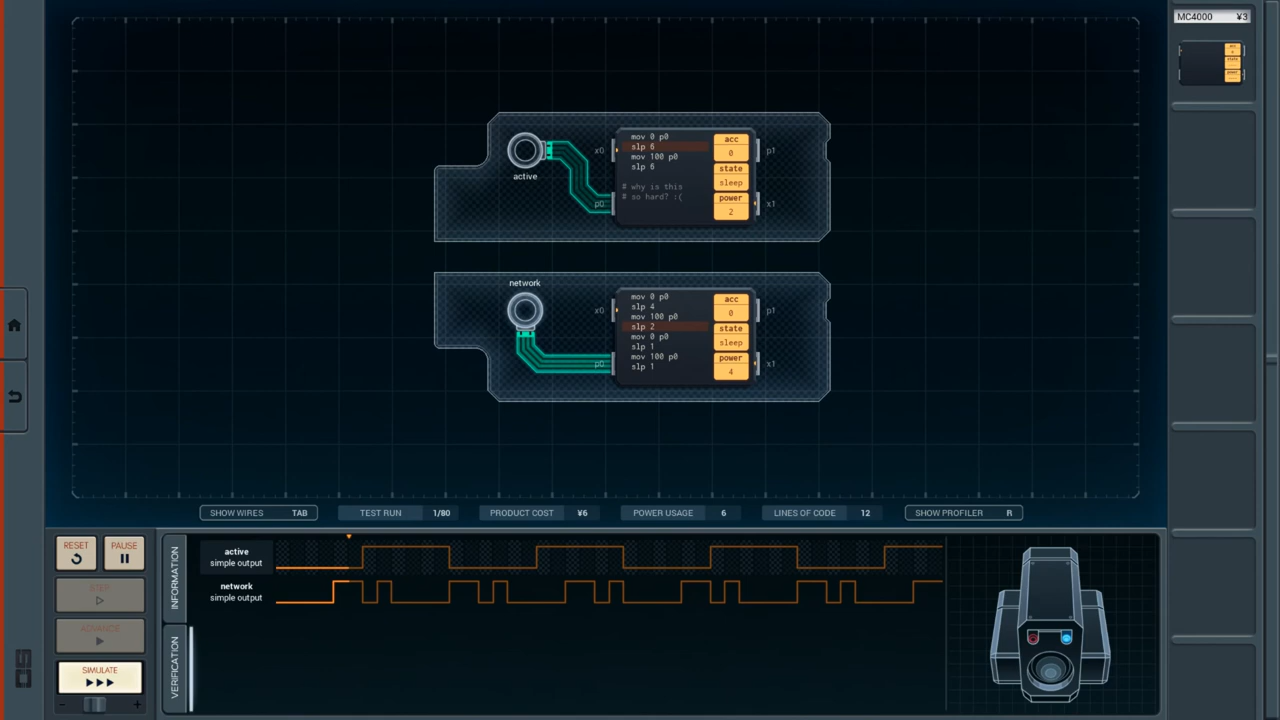 MC4000 ¥3
acc
state
power
mov 0 p0
slp 6
mov 100 p0
slp 6
# why is this
# so hard? :(
x0
p0
active
acc
0
state
sleep
power
2
p1
x1
network
mov 0 p0
slp 4
mov 100 p0
slp 2
mov 0 p0
slp 1
mov 100 p0
slp 1
x0
p0
acc
0
state
sleep
power
4
p1
x1
SHOW WIRES TAB
TEST RUN 1/80
PRODUCT COST ¥6
POWER USAGE 6
LINES OF CODE 12
SHOW PROFILER R
RESET
PAUSE
STEP
ADVANCE
SIMULATE
- +
INFORMATION
VERIFICATION
active
simple output
network
simple output